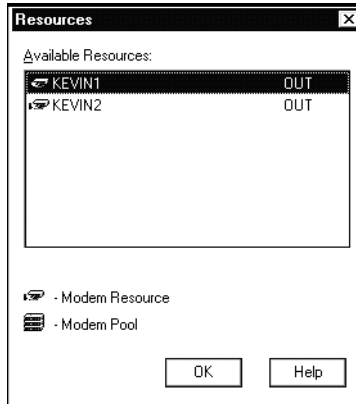 Resources
Available Resources:
KEVIN1 OUT
KEVIN2 OUT
- Modem Resource
- Modem Pool
OK Help